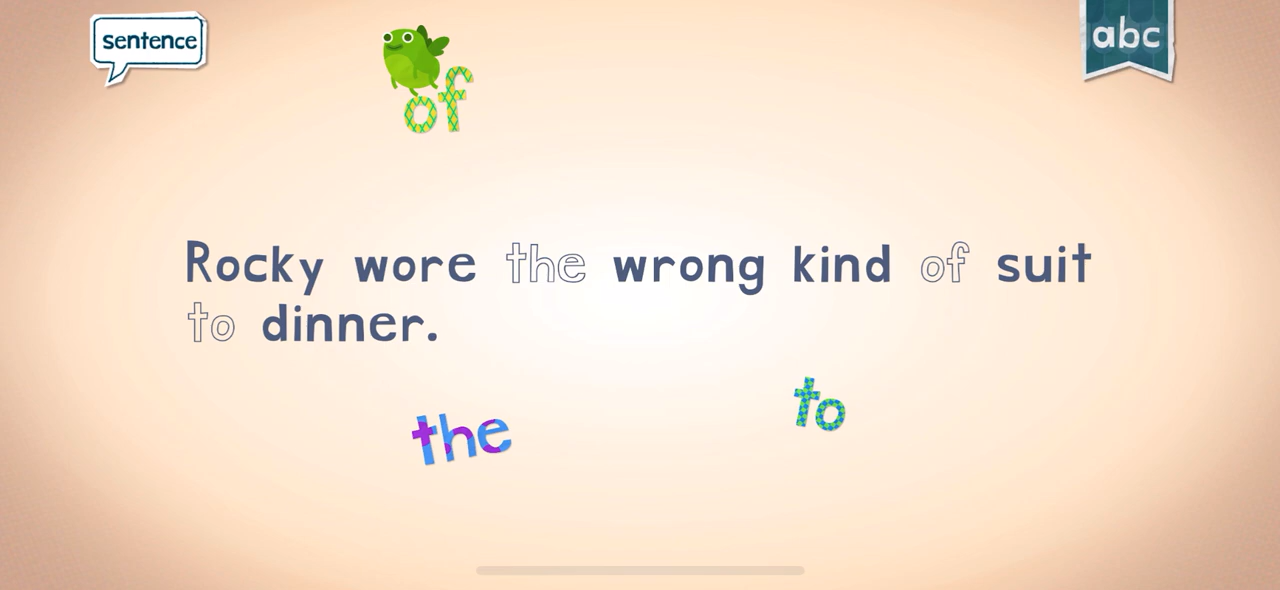 sentence
abc
of
Rocky wore the wrong kind of suit
to dinner.
the
to